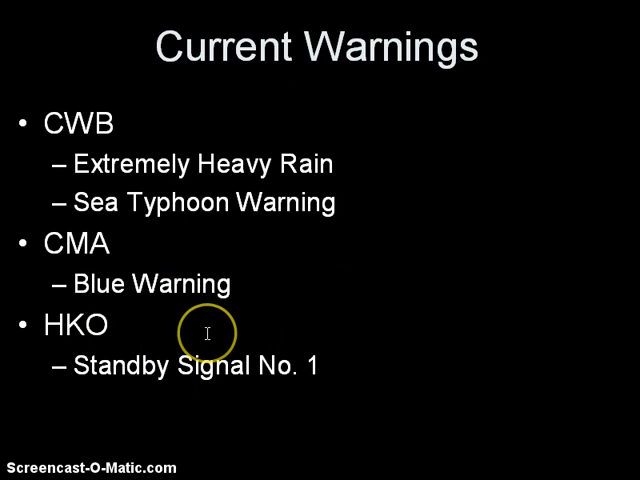 Current Warnings
• CWB
– Extremely Heavy Rain
– Sea Typhoon Warning
• CMA
– Blue Warning
• HKO
– Standby Signal No. 1
Screencast-O-Matic.com